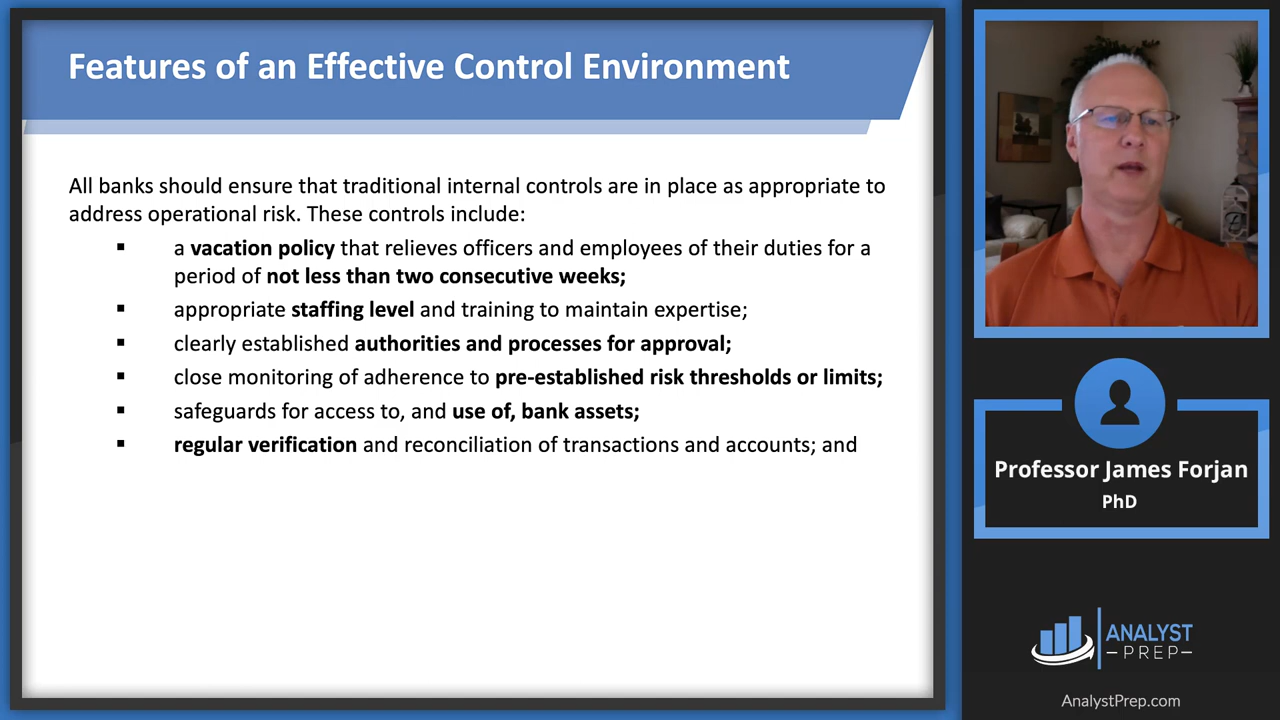 Features of an Effective Control Environment
All banks should ensure that traditional internal controls are in place as appropriate to
address operational risk. These controls include:
▪ a vacation policy that relieves officers and employees of their duties for a
period of not less than two consecutive weeks;
▪ appropriate staffing level and training to maintain expertise;
▪ clearly established authorities and processes for approval;
▪ close monitoring of adherence to pre-established risk thresholds or limits;
▪ safeguards for access to, and use of, bank assets;
▪ regular verification and reconciliation of transactions and accounts; and
Professor James Forjan
PhD
ANALYST
PREP
AnalystPrep.com